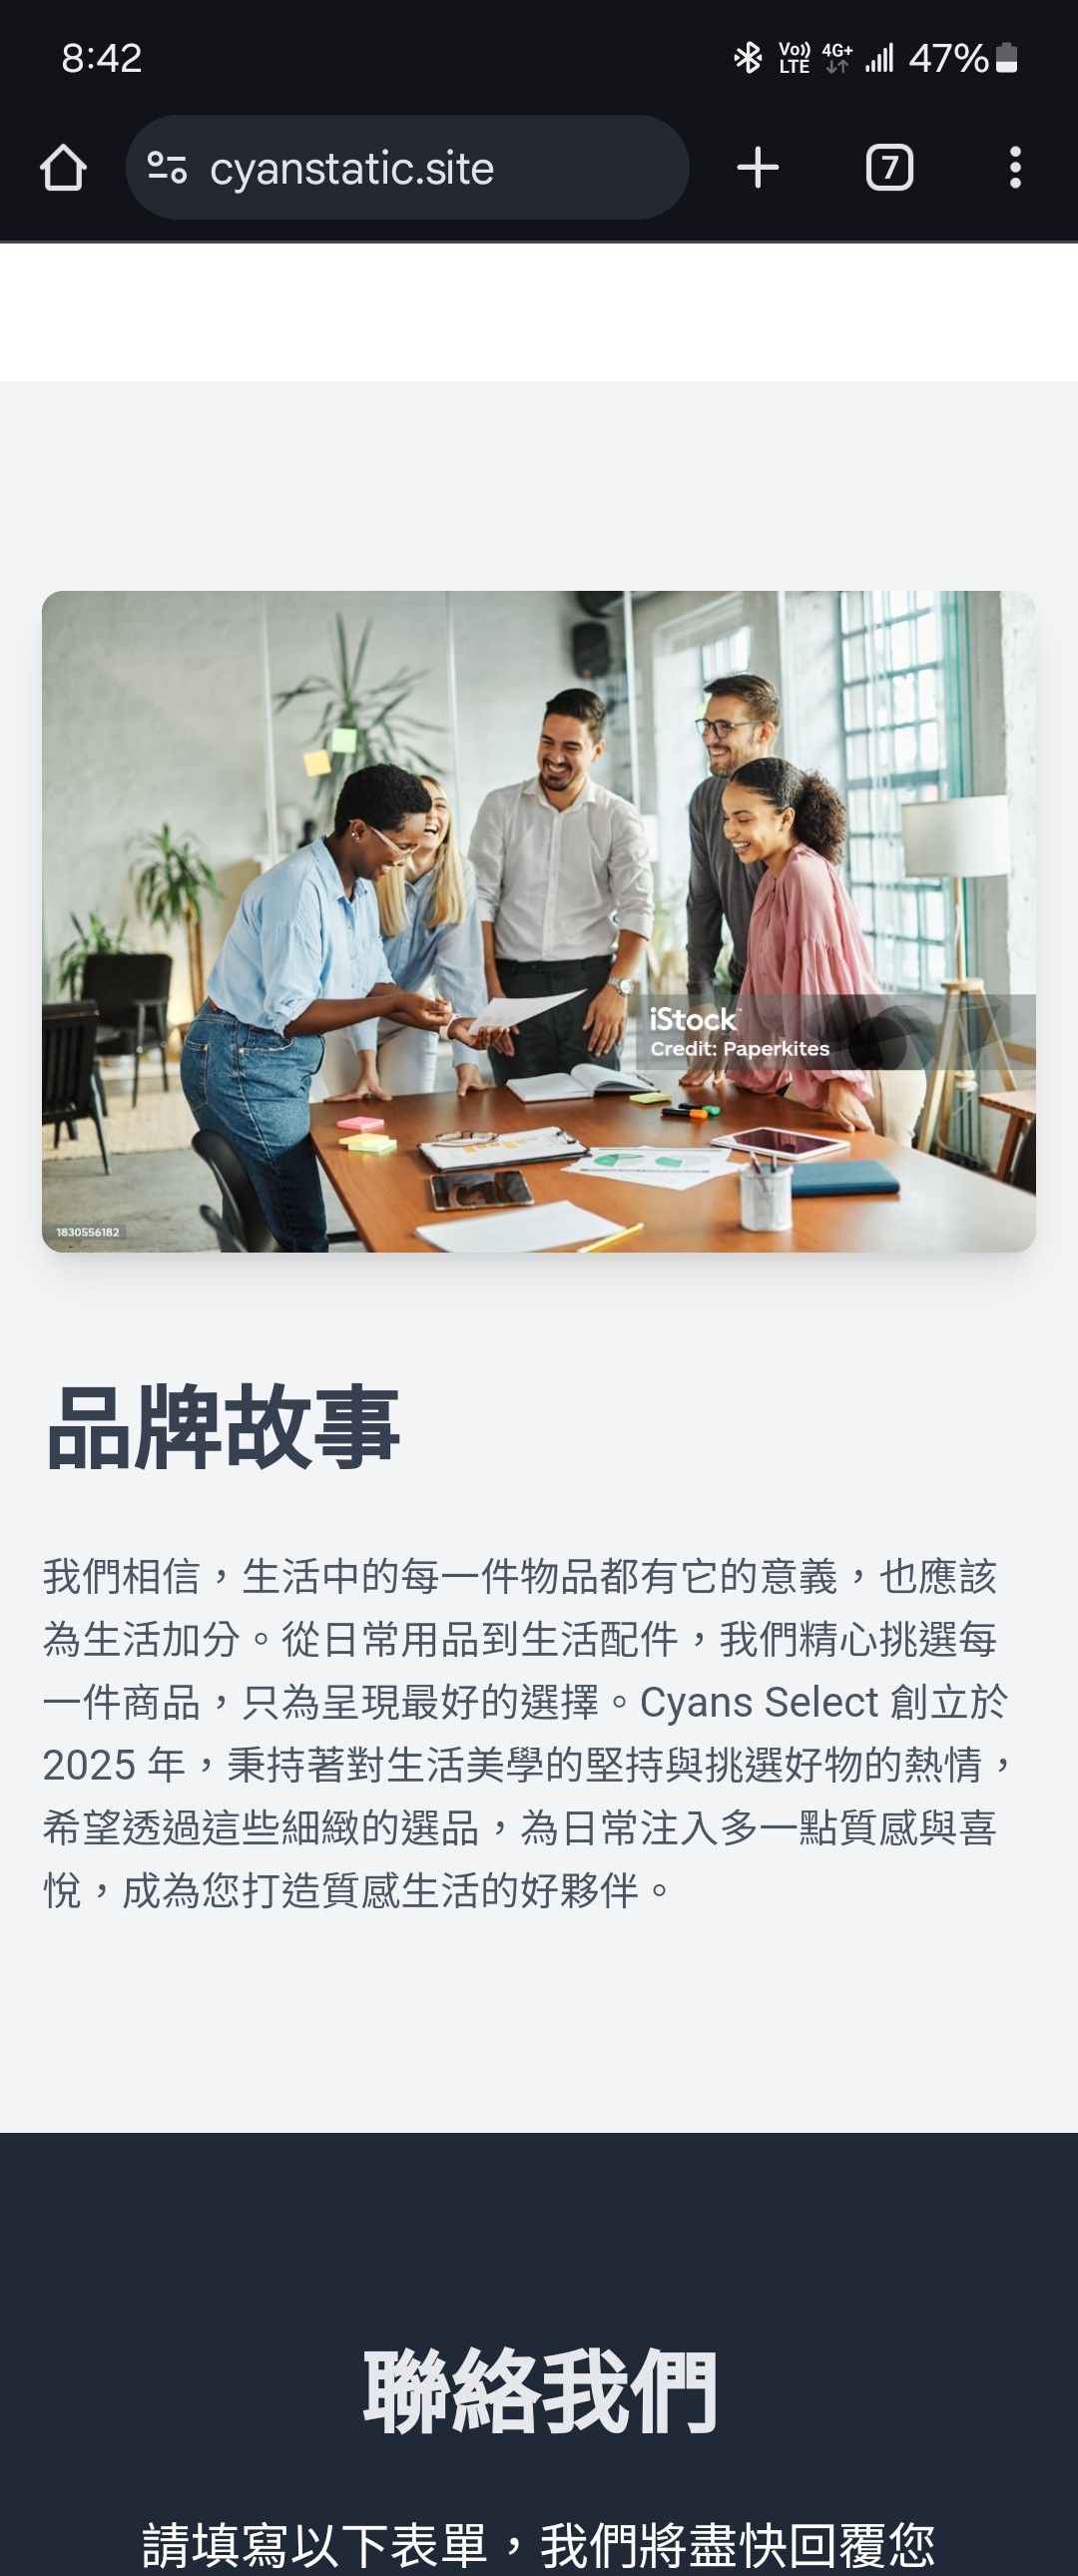 8:42
Vo)) LTE 4G+ 47%
cyanstatic.site
7
iStock
Credit: Paperkites
1830556182
品牌故事
我們相信，生活中的每一件物品都有它的意義，也應該
為生活加分。從日常用品到生活配件，我們精心挑選每
一件商品，只為呈現最好的選擇。Cyans Select 創立於
2025 年，秉持著對生活美學的堅持與挑選好物的熱情，
希望透過這些細緻的選品，為日常注入多一點質感與喜
悅，成為您打造質感生活的好夥伴。
聯絡我們
請填寫以下表單，我們將盡快回覆您